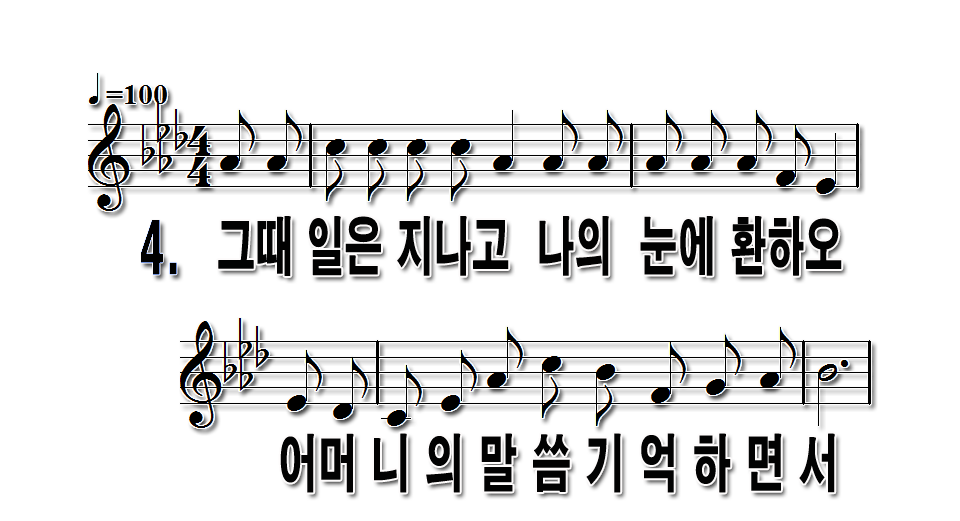 ♩=100
4. 그때 일은 지나고 나의 눈에 환하오
어머 니 의 말 씀 기 억 하 면 서